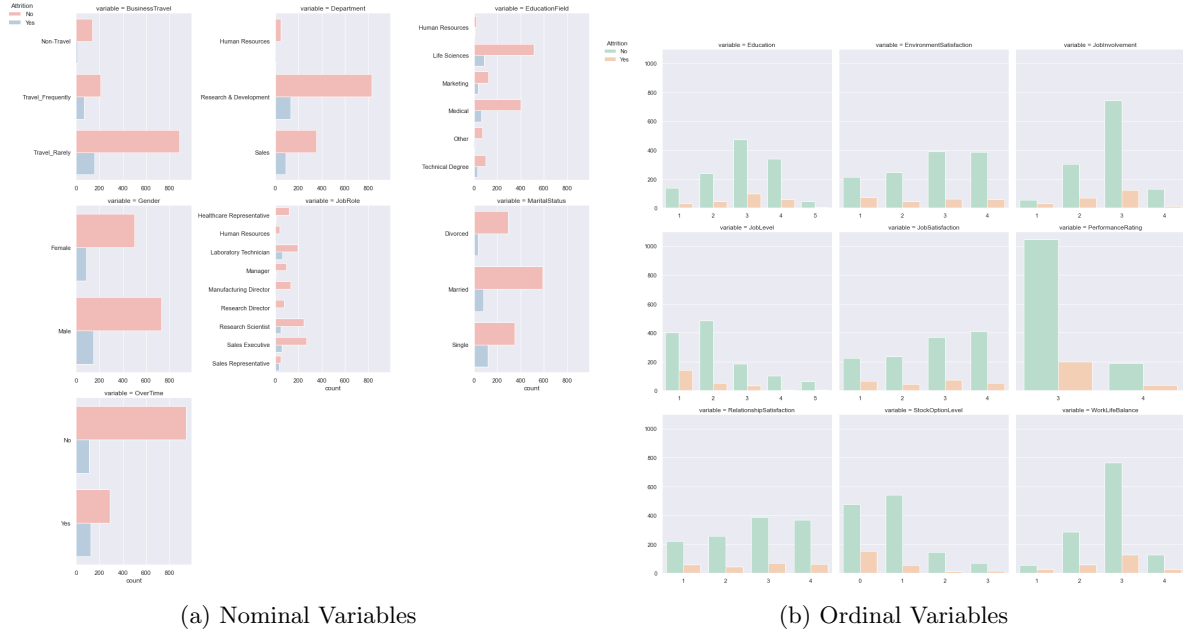 Attrition
No
Yes
variable = BusinessTravel
Non-Travel
Travel_Frequently
Travel_Rarely
0 200 400 600 800
variable = Department
Human Resources
Research & Development
Sales
0 200 400 600 800
variable = EducationField
Human Resources
Life Sciences
Marketing
Medical
Other
Technical Degree
0 200 400 600 800
variable = Gender
Female
Male
variable = JobRole
Healthcare Representative
Human Resources
Laboratory Technician
Manager
Manufacturing Director
Research Director
Research Scientist
Sales Executive
Sales Representative
0 200 400 600 800
count
variable = MaritalStatus
Divorced
Married
Single
0 200 400 600 800
count
variable = OverTime
No
Yes
0 200 400 600 800
count
(a) Nominal Variables
Attrition
No
Yes
variable = Education
1000
800
600
400
200
0
1 2 3 4 5
variable = EnvironmentSatisfaction
1 2 3 4
variable = JobInvolvement
1 2 3 4
variable = JobLevel
1000
800
600
400
200
0
1 2 3 4 5
variable = JobSatisfaction
1 2 3 4
variable = PerformanceRating
3 4
variable = RelationshipSatisfaction
1000
800
600
400
200
0
1 2 3 4
variable = StockOptionLevel
0 1 2 3
variable = WorkLifeBalance
1 2 3 4
(b) Ordinal Variables